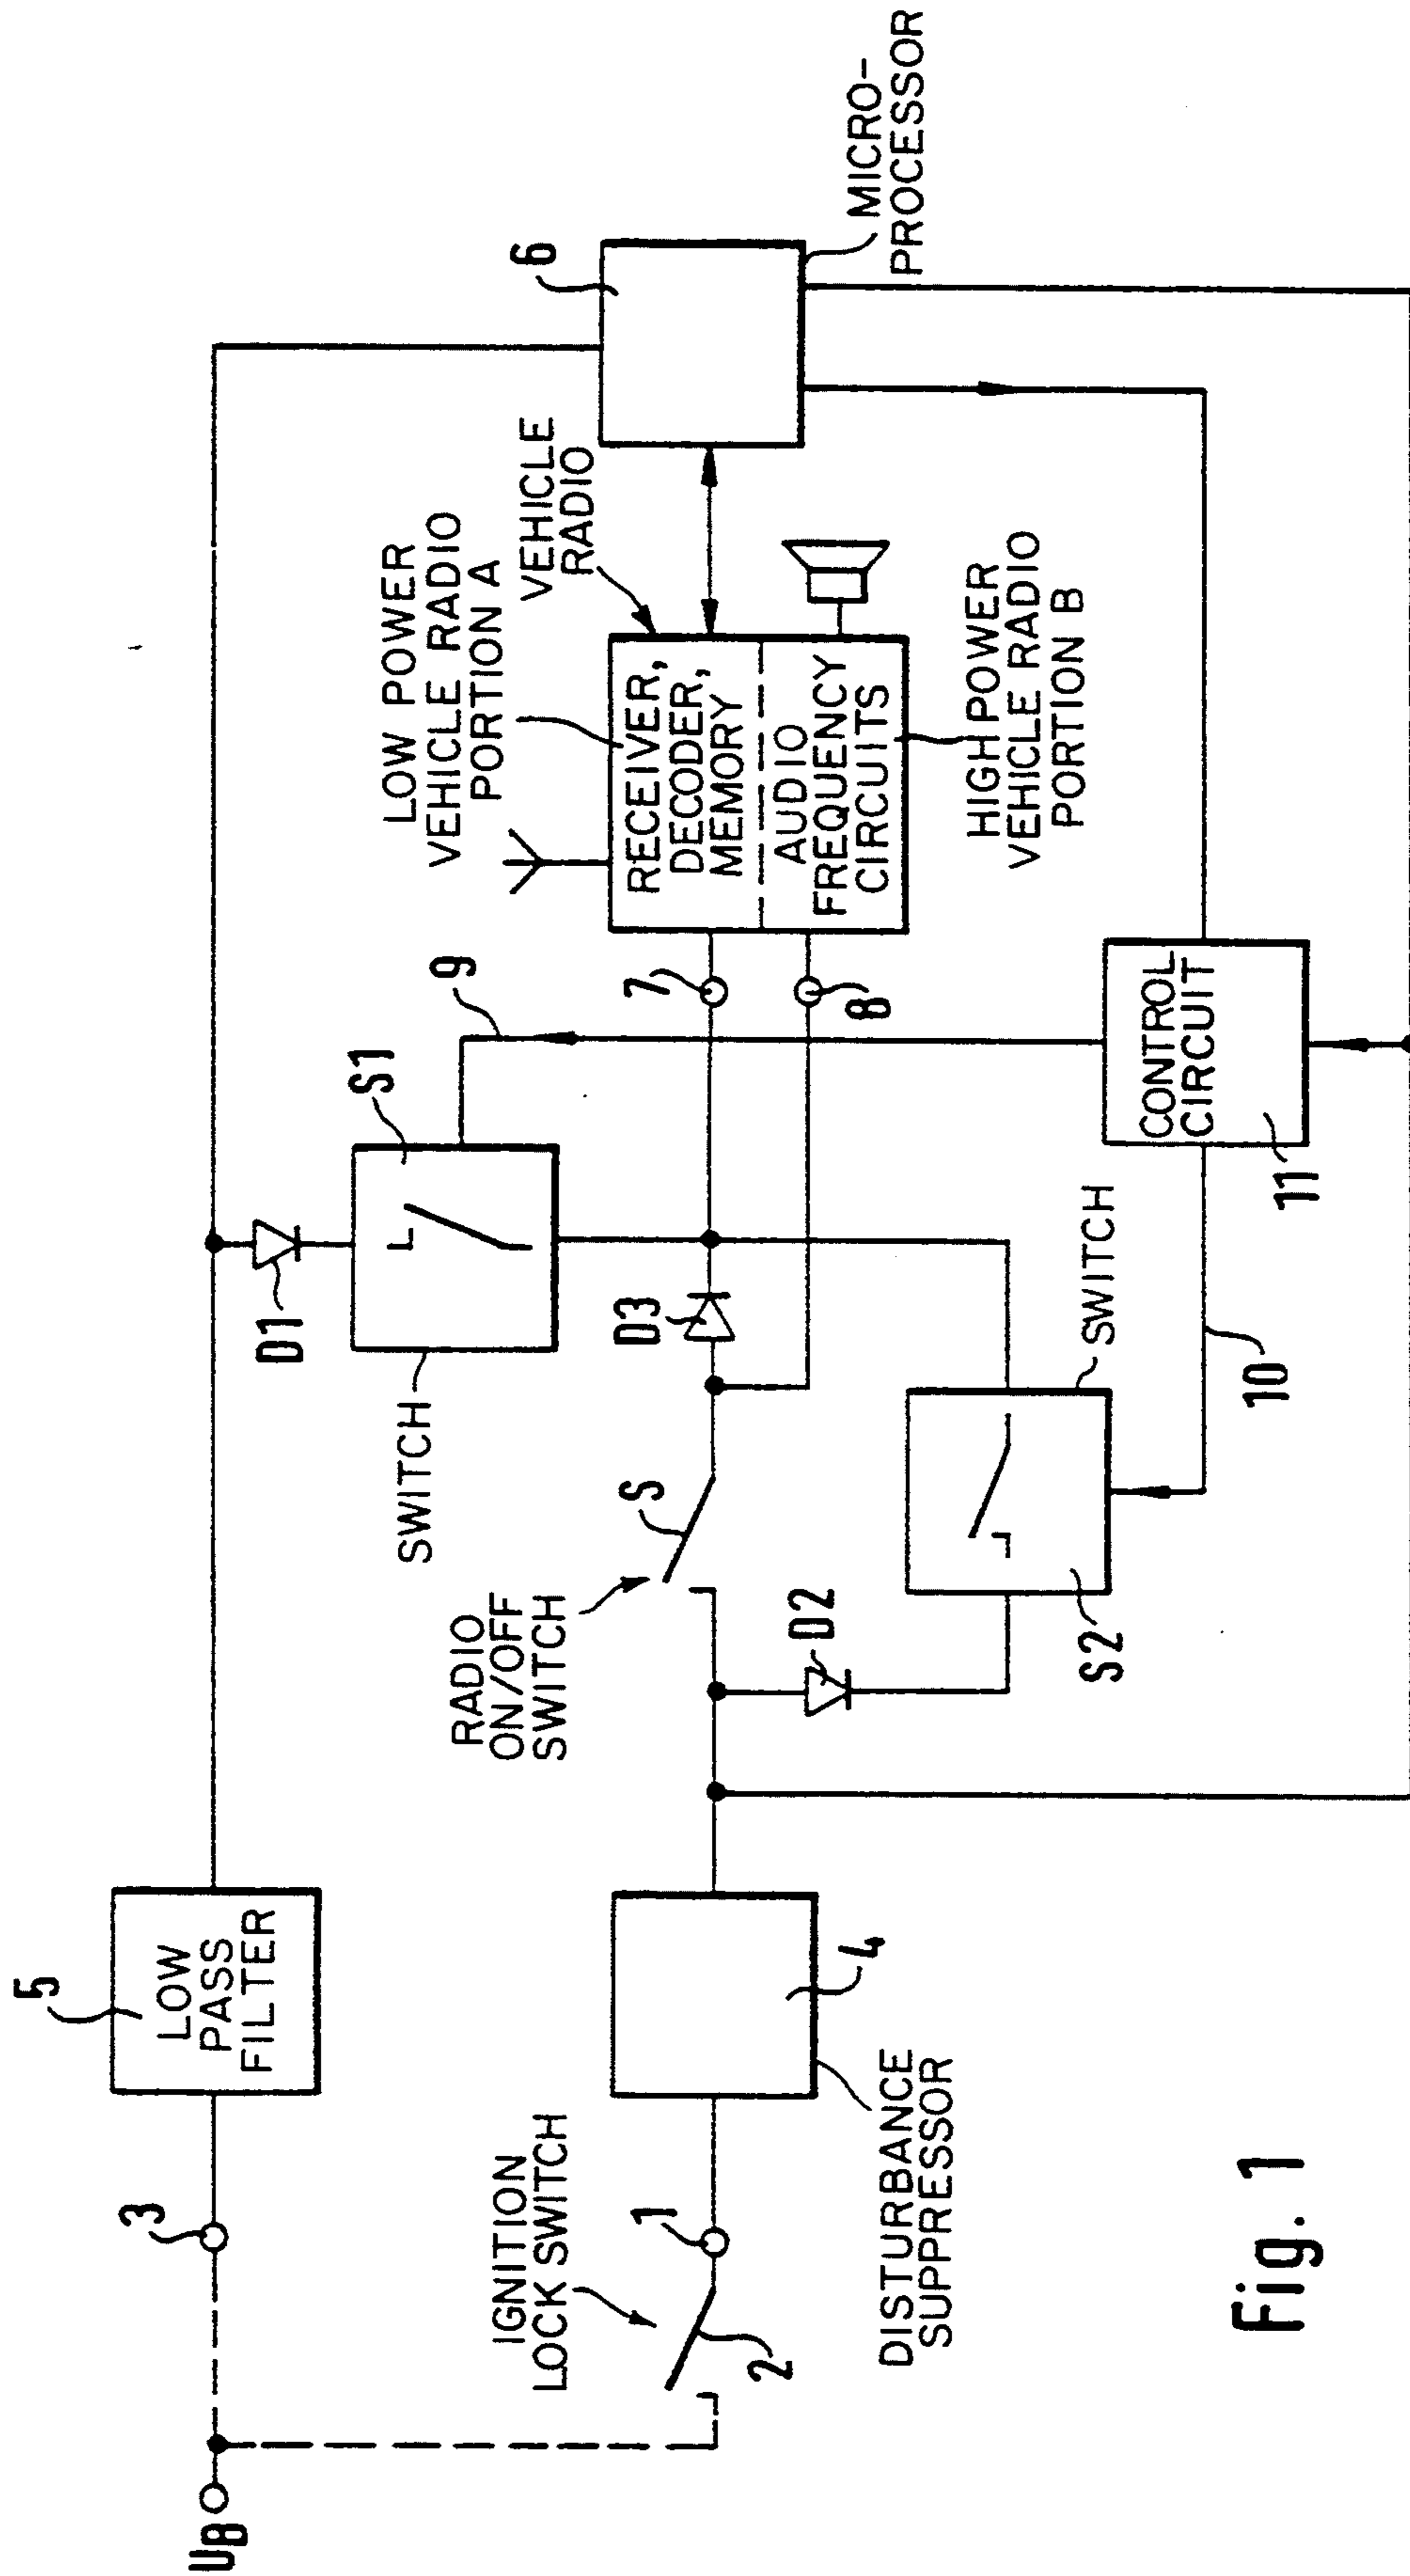 UB
3
5
LOW
PASS
FILTER
IGNITION
LOCK SWITCH
2
1
DISTURBANCE
SUPPRESSOR
4
RADIO
ON/OFF
SWITCH
S
D2
S2
SWITCH
D1
SWITCH
S1
D3
9
7
8
10
11
CONTROL
CIRCUIT
LOW POWER
VEHICLE RADIO
PORTION A
VEHICLE
RADIO
RECEIVER,
DECODER,
MEMORY
AUDIO
FREQUENCY
CIRCUITS
HIGH POWER
VEHICLE RADIO
PORTION B
6
MICRO-
PROCESSOR
Fig. 1